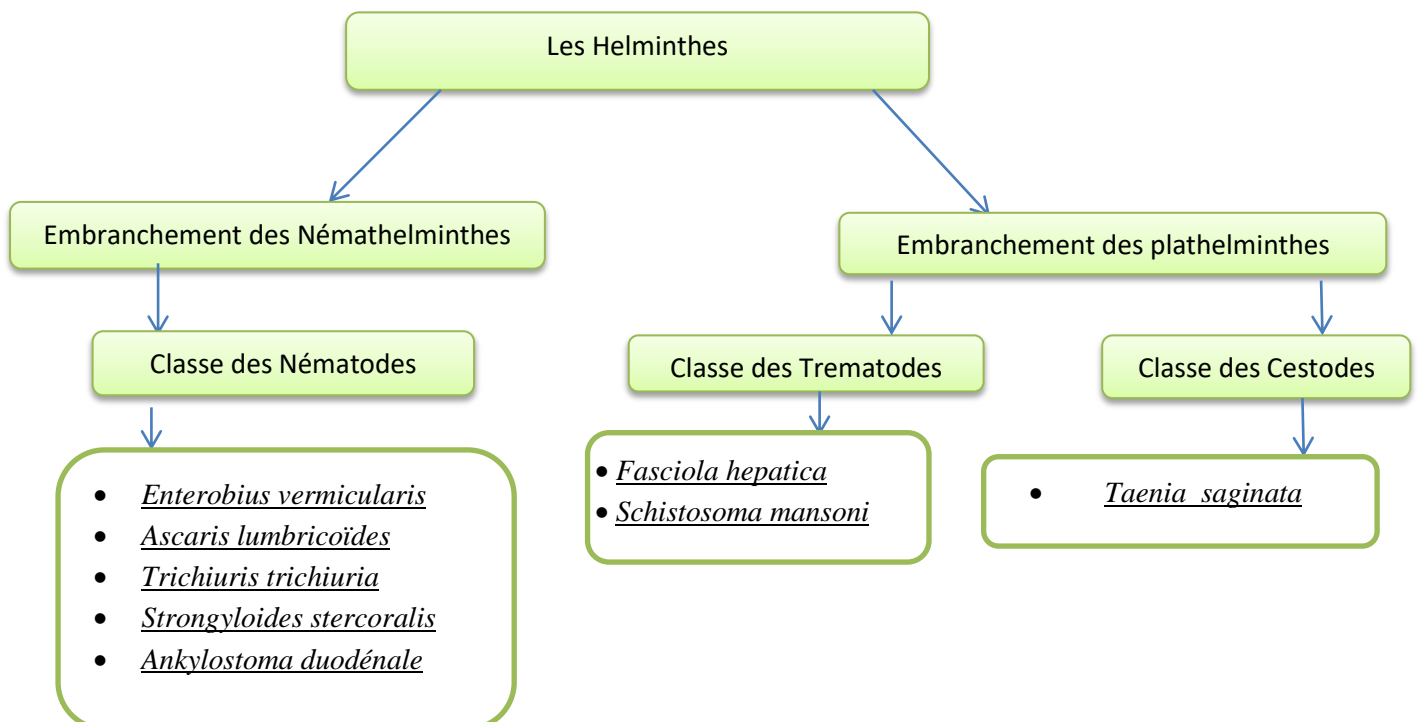 Les Helminthes
Embranchement des Némathelminthes
Embranchement des plathelminthes
Classe des Nématodes
Classe des Trematodes
Classe des Cestodes
• Enterobius vermicularis
• Ascaris lumbricoïdes
• Trichiuris trichiuria
• Strongyloides stercoralis
• Ankylostoma duodénale
• Fasciola hepatica
• Schistosoma mansoni
• Taenia saginata